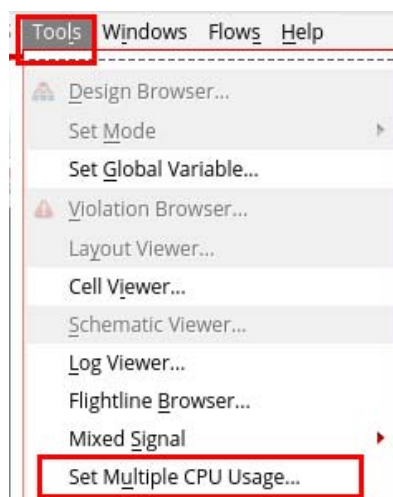 Tools Windows Flows Help
Design Browser...
Set Mode
Set Global Variable...
Violation Browser...
Layout Viewer...
Cell Viewer...
Schematic Viewer...
Log Viewer...
Flightline Browser...
Mixed Signal
Set Multiple CPU Usage...